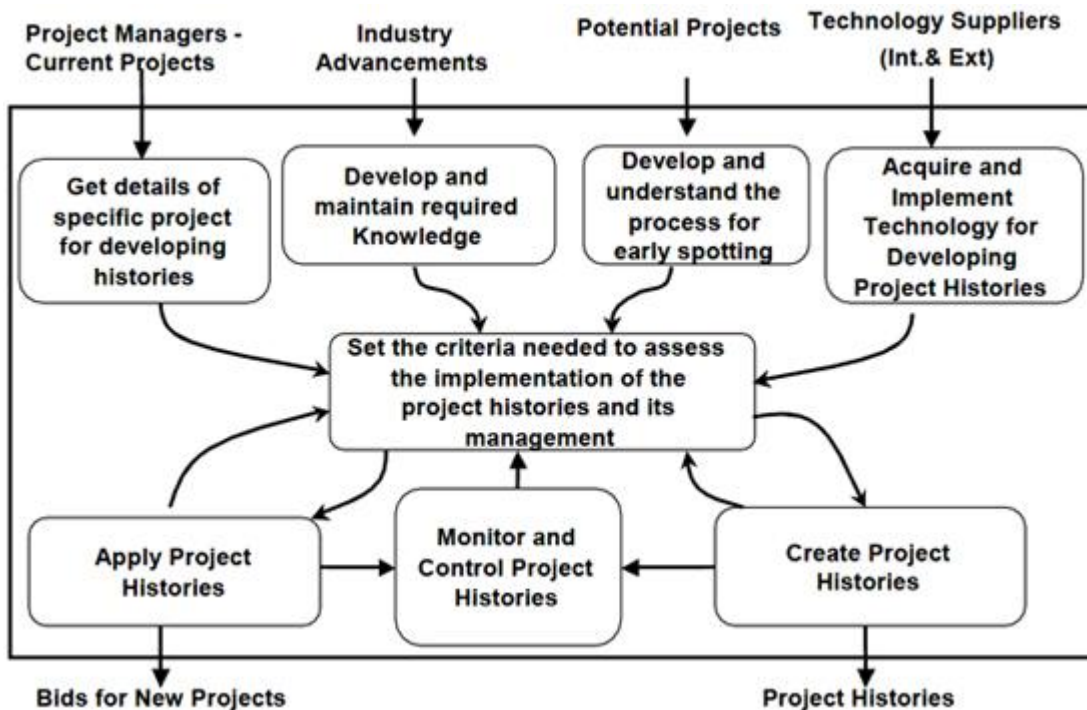 Project Managers -
Current Projects
Industry
Advancements
Potential Projects
Technology Suppliers
(Int.& Ext)
Get details of
specific project
for developing
histories
Develop and
maintain required
Knowledge
Develop and
understand the
process for
early spotting
Acquire and
Implement
Technology for
Developing
Project Histories
Set the criteria needed to assess
the implementation of the
project histories and its
management
Apply Project
Histories
Monitor and
Control Project
Histories
Create Project
Histories
Bids for New Projects
Project Histories